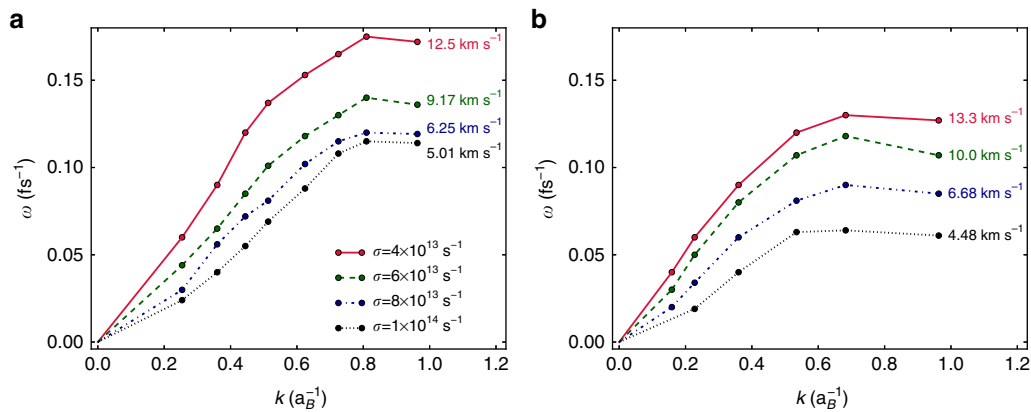 a
b
ω (fs⁻¹)
0.15
0.10
0.05
0.00
12.5 km s⁻¹
9.17 km s⁻¹
6.25 km s⁻¹
5.01 km s⁻¹
σ=4×10¹³ s⁻¹
σ=6×10¹³ s⁻¹
σ=8×10¹³ s⁻¹
σ=1×10¹⁴ s⁻¹
0.0 0.2 0.4 0.6 0.8 1.0 1.2
k (a_B⁻¹)
ω (fs⁻¹)
0.15
0.10
0.05
0.00
13.3 km s⁻¹
10.0 km s⁻¹
6.68 km s⁻¹
4.48 km s⁻¹
0.0 0.2 0.4 0.6 0.8 1.0 1.2
k (a_B⁻¹)